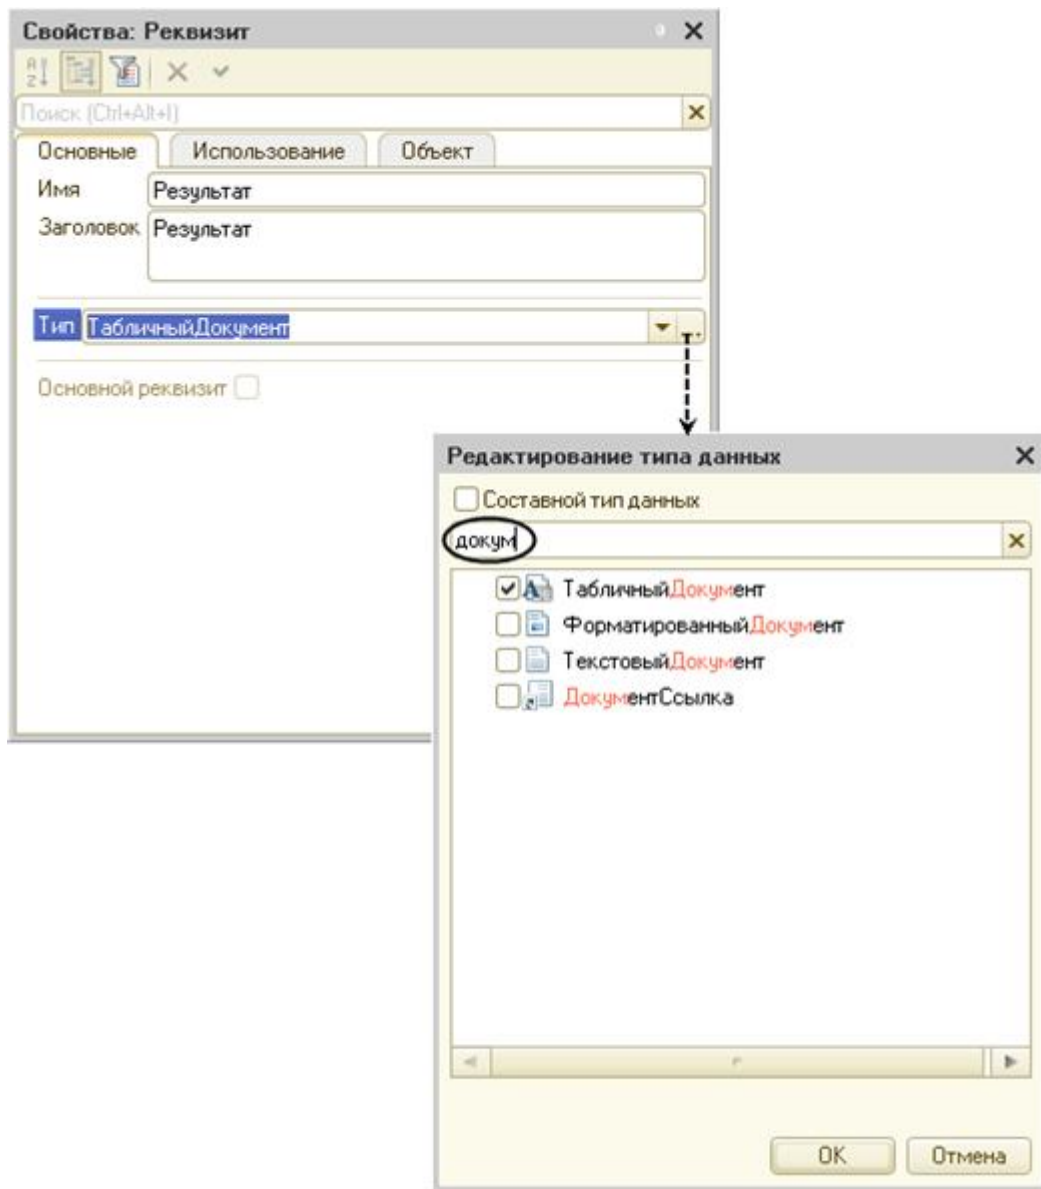 Свойства: Реквизит
Поиск (Ctrl+Alt+I)
Основные Использование Объект
Имя Результат
Заголовок Результат
Тип ТабличныйДокумент
Основной реквизит
Редактирование типа данных
Составной тип данных
докум
ТабличныйДокумент
ФорматированныйДокумент
ТекстовыйДокумент
ДокументСсылка
ОК Отмена